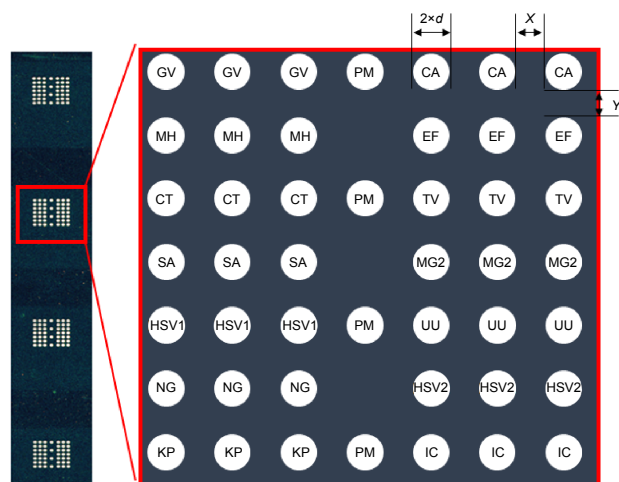 2×d X
GV GV GV PM CA CA CA
Y
MH MH MH EF EF EF
CT CT CT PM TV TV TV
SA SA SA MG2 MG2 MG2
HSV1 HSV1 HSV1 PM UU UU UU
NG NG NG HSV2 HSV2 HSV2
KP KP KP PM IC IC IC